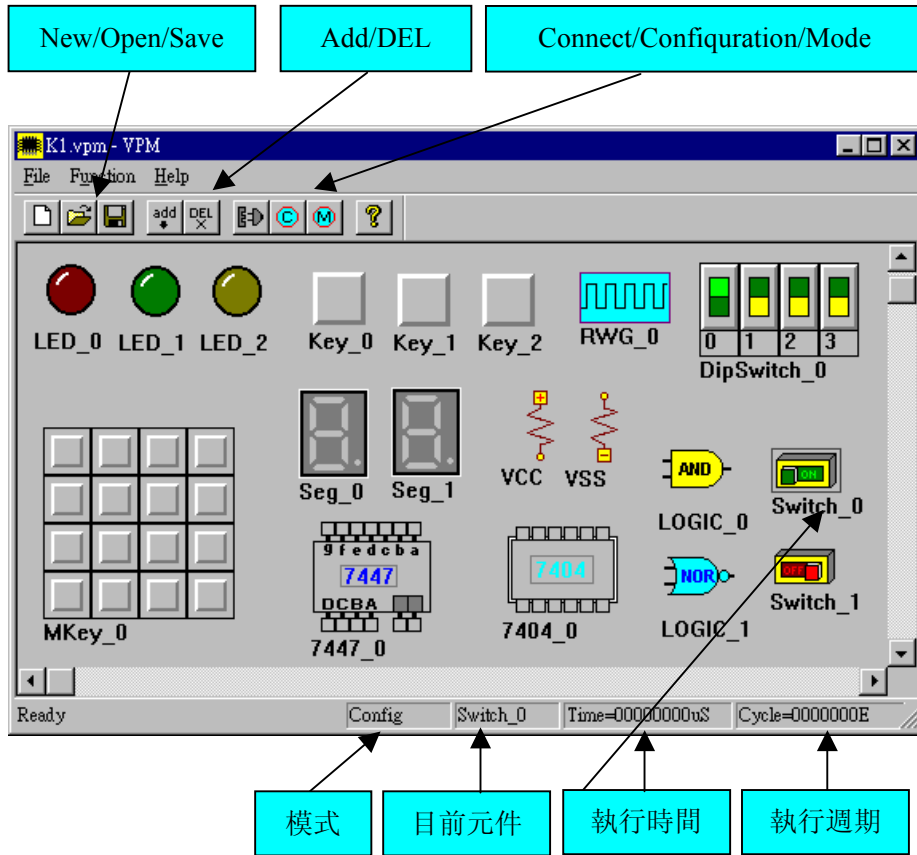 New/Open/Save Add/DEL Connect/Confiquration/Mode
K1.vpm - VPM
File Function Help
add DEL C M ?
LED_0 LED_1 LED_2 Key_0 Key_1 Key_2 RWG_0
0 1 2 3
DipSwitch_0
Seg_0 Seg_1 VCC VSS
AND ON
LOGIC_0 Switch_0
gfedcba
7447 7404
NOR OFF
DCBA
MKey_0 7447_0 7404_0 LOGIC_1 Switch_1
Ready Config Switch_0 Time=00000000uS Cycle=0000000E
模式 目前元件 執行時間 執行週期